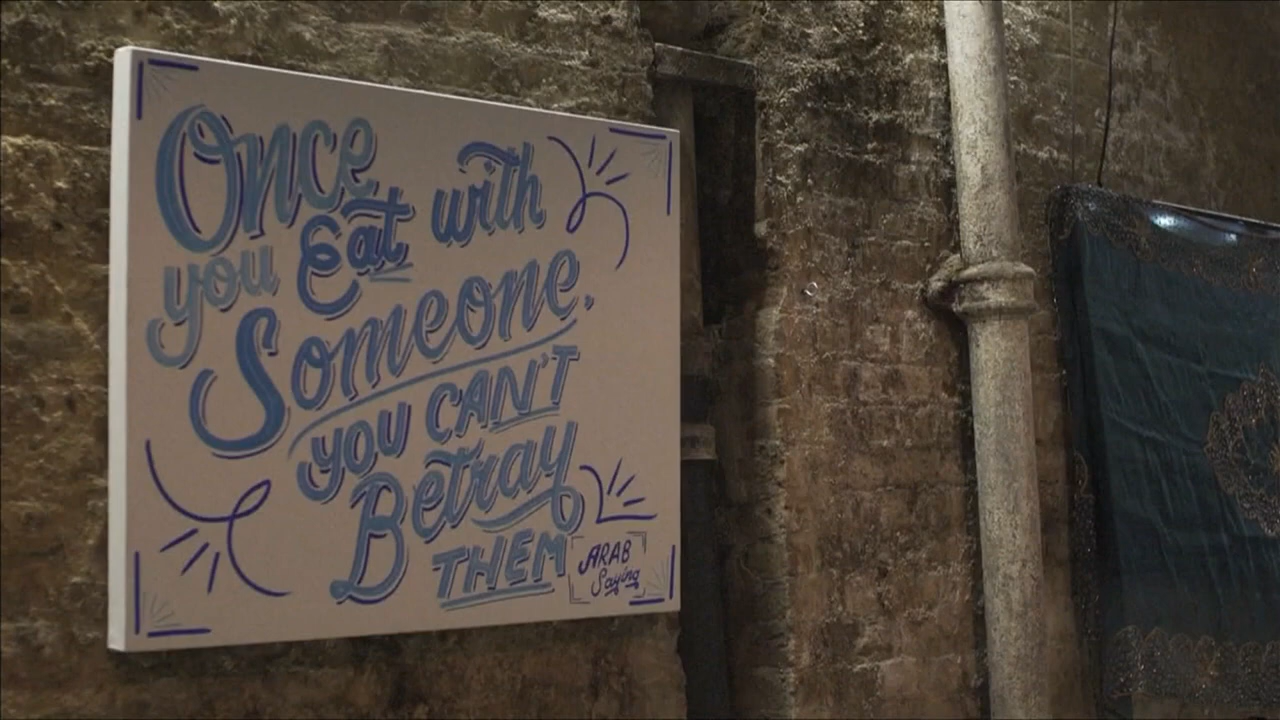 Once
you Eat with
Someone,
YOU CAN'T
Betray
THEM
ARAB
Saying